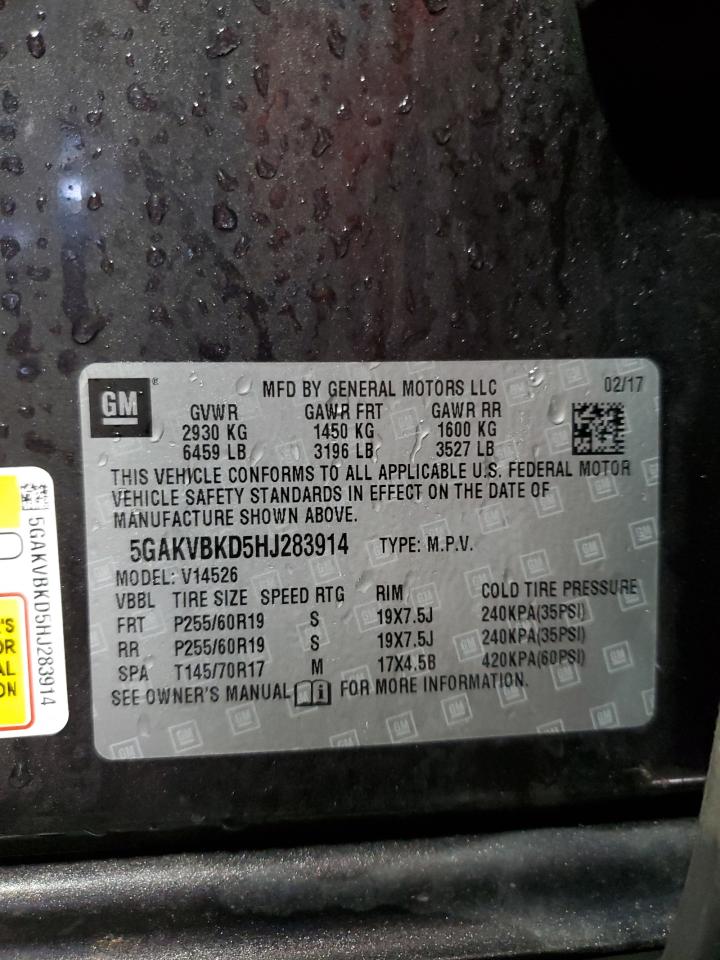 GM
MFD BY GENERAL MOTORS LLC 02/17
GVWR GAWR FRT GAWR RR
2930 KG 1450 KG 1600 KG
6459 LB 3196 LB 3527 LB
THIS VEHICLE CONFORMS TO ALL APPLICABLE U.S. FEDERAL MOTOR
VEHICLE SAFETY STANDARDS IN EFFECT ON THE DATE OF
MANUFACTURE SHOWN ABOVE.
5GAKVBKD5HJ283914 TYPE: M.P.V.
MODEL: V14526
VBBL TIRE SIZE SPEED RTG RIM COLD TIRE PRESSURE
FRT P255/60R19 S 19X7.5J 240KPA(35PSI)
RR P255/60R19 S 19X7.5J 240KPA(35PSI)
SPA T145/70R17 M 17X4.5B 420KPA(60PSI)
SEE OWNER'S MANUAL FOR MORE INFORMATION.
5GAKVBKD5HJ283914